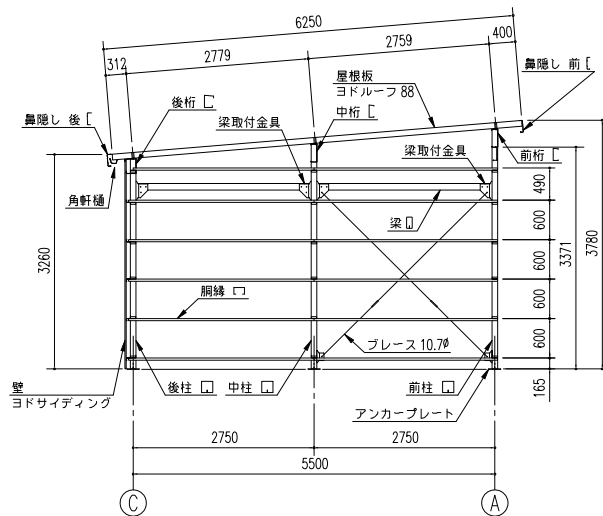 6250
312
2779
2759
400
鼻隠し 前
屋根板
ヨドルーフ 88
後桁
中桁
鼻隠し 後
梁取付金具
梁取付金具
前桁
角軒樋
490
梁
600
3260
600
3371
3780
胴縁
600
ブレース 10.7φ
600
壁
ヨドサイディング
後柱
中柱
前柱
165
アンカープレート
2750
2750
5500
C
A